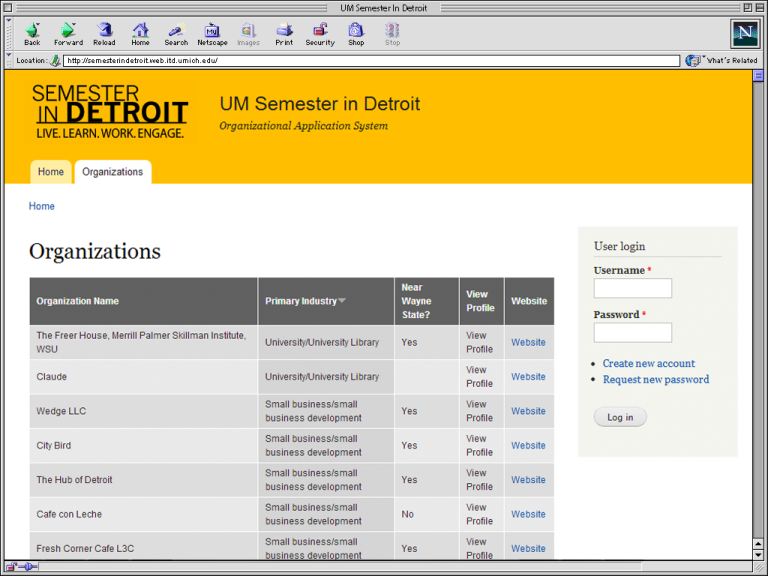 UM Semester In Detroit
Back Forward Reload Home Search Netscape Images Print Security Shop Stop
My
N
Location: http://semesterindetroit.web.itd.umich.edu/ What's Related
SEMESTER
IN DETROIT
LIVE. LEARN. WORK. ENGAGE.
UM Semester in Detroit
Organizational Application System
Home Organizations
Home
Organizations
Organization Name Primary Industry Near Wayne State? View Profile Website
The Freer House, Merrill Palmer Skillman Institute, WSU University/University Library Yes View Profile Website
Claude University/University Library View Profile Website
Wedge LLC Small business/small business development Yes View Profile Website
City Bird Small business/small business development Yes View Profile Website
The Hub of Detroit Small business/small business development Yes View Profile Website
Cafe con Leche Small business/small business development No View Profile Website
Fresh Corner Cafe L3C Small business/small business development Yes View Profile Website
User login
Username *
Password *
Create new account
Request new password
Log in